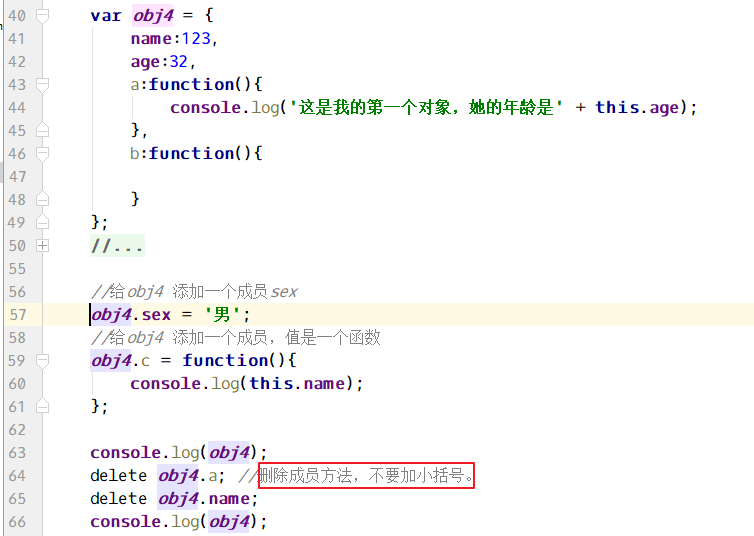 40 var obj4 = {
41 name:123,
42 age:32,
43 a:function(){
44 console.log('这是我的第一个对象，她的年龄是' + this.age);
45 },
46 b:function(){
47
48 }
49 };
50 //...
55
56 //给obj4 添加一个成员sex
57 obj4.sex = '男';
58 //给obj4 添加一个成员，值是一个函数
59 obj4.c = function(){
60 console.log(this.name);
61 };
62
63 console.log(obj4);
64 delete obj4.a; //删除成员方法，不要加小括号。
65 delete obj4.name;
66 console.log(obj4);